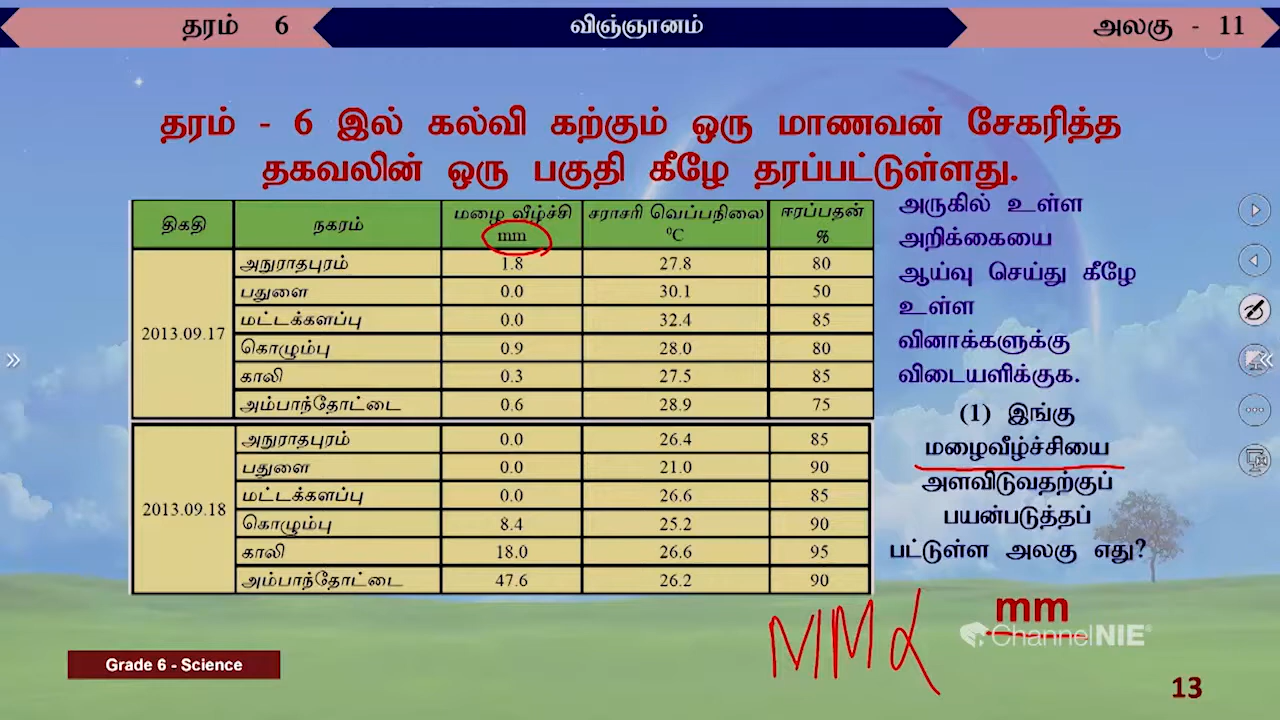 தரம் 6
விஞ்ஞானம்
அலகு - 11
தரம் - 6 இல் கல்வி கற்கும் ஒரு மாணவன் சேகரித்த
தகவலின் ஒரு பகுதி கீழே தரப்பட்டுள்ளது.
திகதி நகரம் மழை வீழ்ச்சி mm சராசரி வெப்பநிலை ⁰C ஈரப்பதன் %
2013.09.17
அநுராதபுரம் 1.8 27.8 80
பதுளை 0.0 30.1 50
மட்டக்களப்பு 0.0 32.4 85
கொழும்பு 0.9 28.0 80
காலி 0.3 27.5 85
அம்பாந்தோட்டை 0.6 28.9 75
2013.09.18
அநுராதபுரம் 0.0 26.4 85
பதுளை 0.0 21.0 90
மட்டக்களப்பு 0.0 26.6 85
கொழும்பு 8.4 25.2 90
காலி 18.0 26.6 95
அம்பாந்தோட்டை 47.6 26.2 90
அருகில் உள்ள
அறிக்கையை
ஆய்வு செய்து கீழே
உள்ள
வினாக்களுக்கு
விடையளிக்குக.
(1) இங்கு
மழைவீழ்ச்சியை
அளவிடுவதற்குப்
பயன்படுத்தப்
பட்டுள்ள அலகு எது?
mm
MM
ChannelNIE
Grade 6 - Science
13